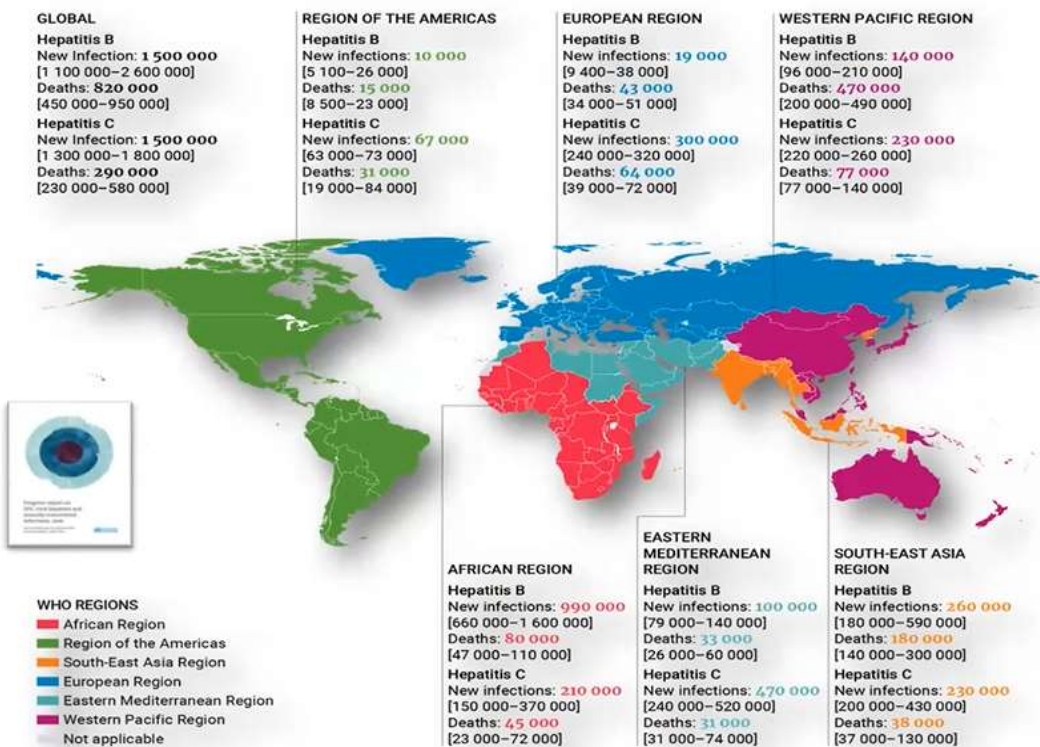 GLOBAL
Hepatitis B
New Infection: 1 500 000
[1 100 000–2 600 000]
Deaths: 820 000
[450 000–950 000]
Hepatitis C
New Infection: 1 500 000
[1 300 000–1 800 000]
Deaths: 290 000
[230 000–580 000]
REGION OF THE AMERICAS
Hepatitis B
New infections: 10 000
[5 100–26 000]
Deaths: 15 000
[8 500–23 000]
Hepatitis C
New infections: 67 000
[63 000–73 000]
Deaths: 31 000
[19 000–84 000]
EUROPEAN REGION
Hepatitis B
New infections: 19 000
[9 400–38 000]
Deaths: 43 000
[34 000–51 000]
Hepatitis C
New infections: 300 000
[240 000–320 000]
Deaths: 64 000
[39 000–72 000]
WESTERN PACIFIC REGION
Hepatitis B
New infections: 140 000
[96 000–210 000]
Deaths: 470 000
[200 000–490 000]
Hepatitis C
New infections: 230 000
[220 000–260 000]
Deaths: 77 000
[77 000–140 000]
WHO REGIONS
African Region
Region of the Americas
South-East Asia Region
European Region
Eastern Mediterranean Region
Western Pacific Region
Not applicable
AFRICAN REGION
Hepatitis B
New infections: 990 000
[660 000–1 600 000]
Deaths: 80 000
[47 000–110 000]
Hepatitis C
New infections: 210 000
[150 000–370 000]
Deaths: 45 000
[23 000–72 000]
EASTERN
MEDITERRANEAN
REGION
Hepatitis B
New infections: 100 000
[79 000–140 000]
Deaths: 33 000
[26 000–60 000]
Hepatitis C
New infections: 470 000
[240 000–520 000]
Deaths: 31 000
[31 000–74 000]
SOUTH-EAST ASIA
REGION
Hepatitis B
New infections: 260 000
[180 000–590 000]
Deaths: 180 000
[140 000–300 000]
Hepatitis C
New infections: 230 000
[200 000–430 000]
Deaths: 38 000
[37 000–130 000]